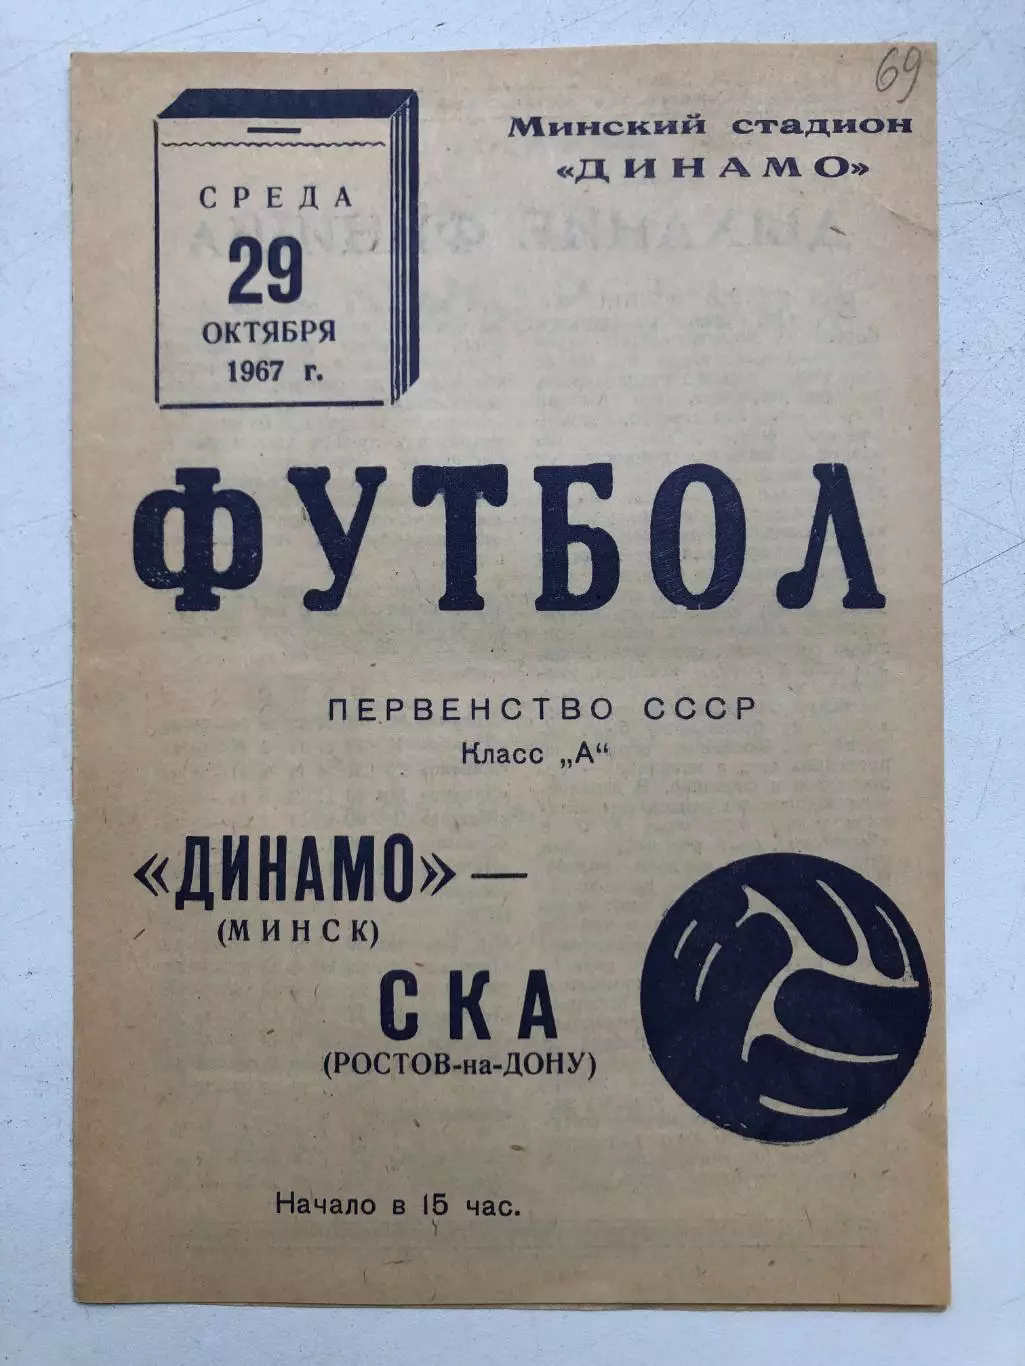 69
Минский стадион
«ДИНАМО»
СРЕДА
29
ОКТЯБРЯ
1967 г.
ФУТБОЛ
ПЕРВЕНСТВО СССР
Класс „А“
«ДИНАМО» —
(МИНСК)
СКА
(РОСТОВ-на-ДОНУ)
Начало в 15 час.